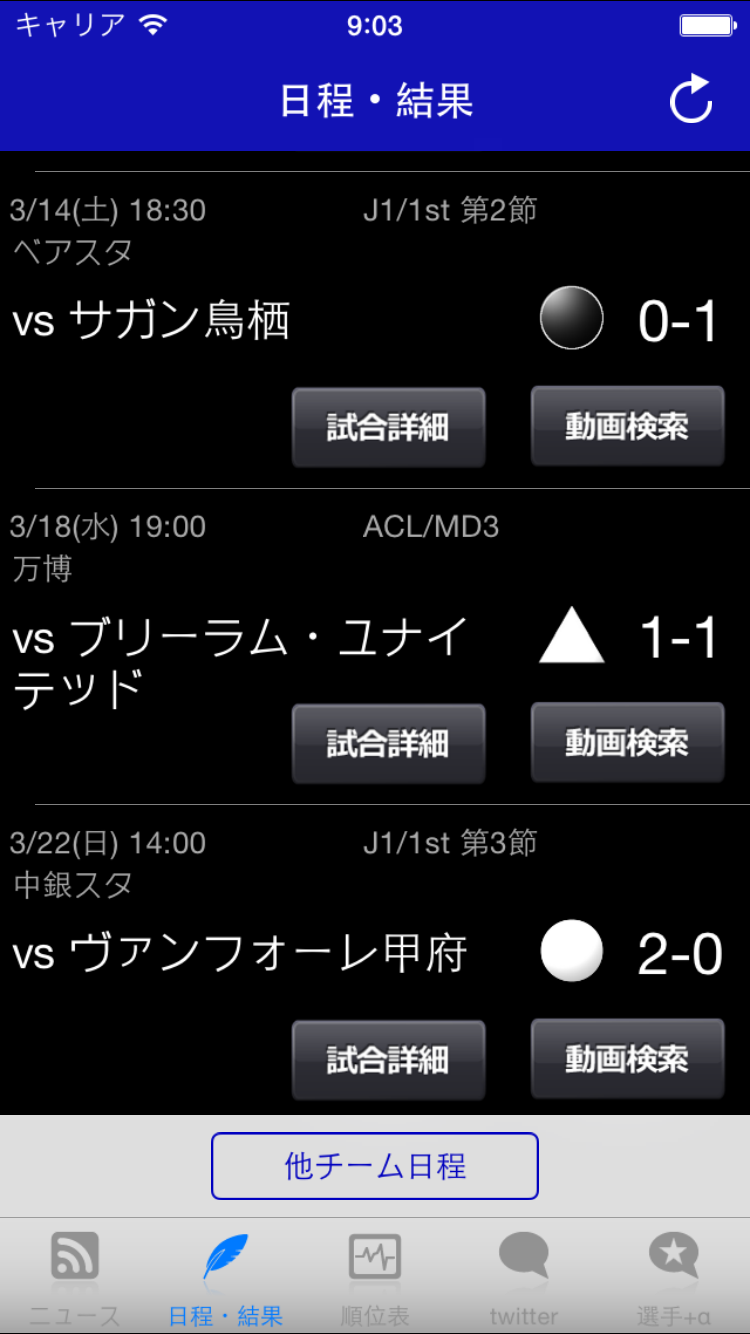 キャリア 9:03
日程・結果
3/14(土) 18:30 J1/1st 第2節
ベアスタ
vs サガン鳥栖 0-1
試合詳細 動画検索
3/18(水) 19:00 ACL/MD3
万博
vs ブリーラム・ユナイ 1-1
テッド
試合詳細 動画検索
3/22(日) 14:00 J1/1st 第3節
中銀スタ
vs ヴァンフォーレ甲府 2-0
試合詳細 動画検索
他チーム日程
ニュース 日程・結果 順位表 twitter 選手+α